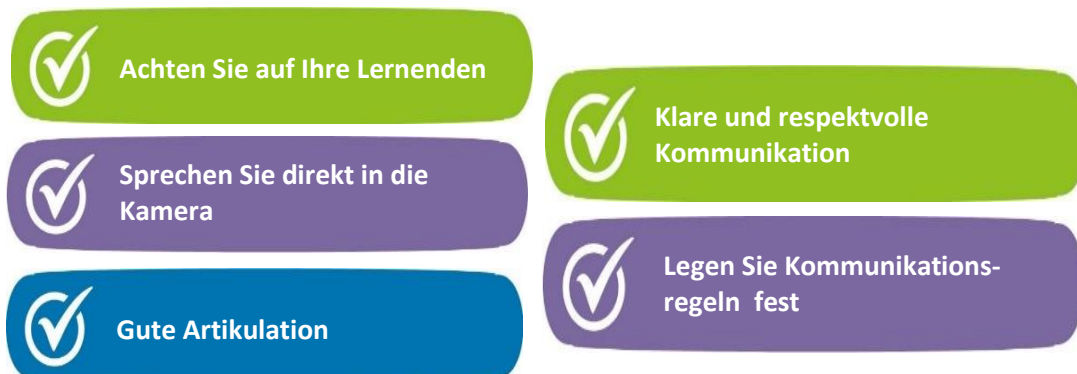 Achten Sie auf Ihre Lernenden
Sprechen Sie direkt in die
Kamera
Gute Artikulation
Klare und respektvolle
Kommunikation
Legen Sie Kommunikations-
regeln  fest